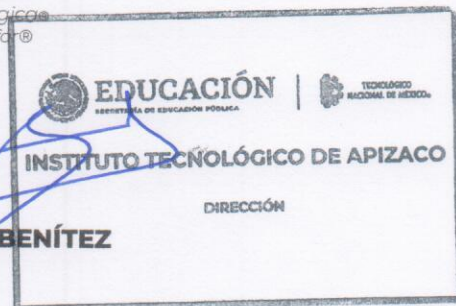 EDUCACIÓN
SECRETARÍA DE EDUCACIÓN PÚBLICA
TECNOLÓGICO
NACIONAL DE MÉXICO®
INSTITUTO TECNOLÓGICO DE APIZACO
DIRECCIÓN
BENÍTEZ